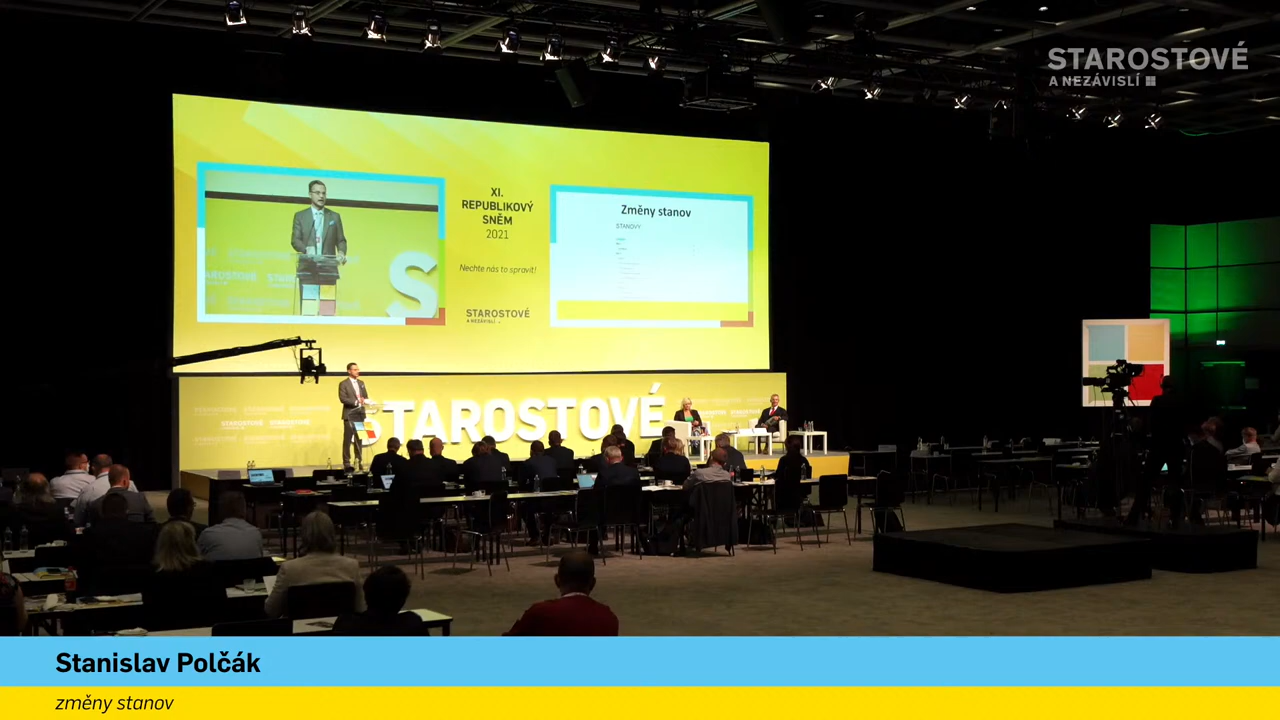 STAROSTOVÉ
A NEZÁVISLÍ
XI.
REPUBLIKOVÝ
SNĚM
2021
Nechte nás to spravit!
STAROSTOVÉ
A NEZÁVISLÍ
Změny stanov
STANOVY
S
STAROSTOVÉ
Stanislav Polčák
změny stanov